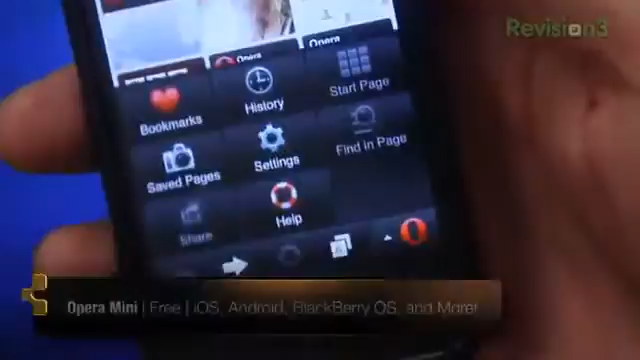 Revision3
Opera
Opera
Bookmarks
History
Start Page
Saved Pages
Settings
Find in Page
Share
Help
Opera Mini | Free | iOS, Android, BlackBerry OS, and More!